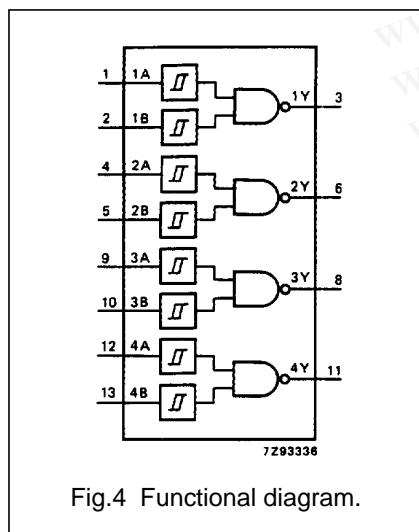 1 1A
1Y 3
2 1B
4 2A
2Y 6
5 2B
9 3A
3Y 8
10 3B
12 4A
4Y 11
13 4B
7Z93336
Fig.4 Functional diagram.